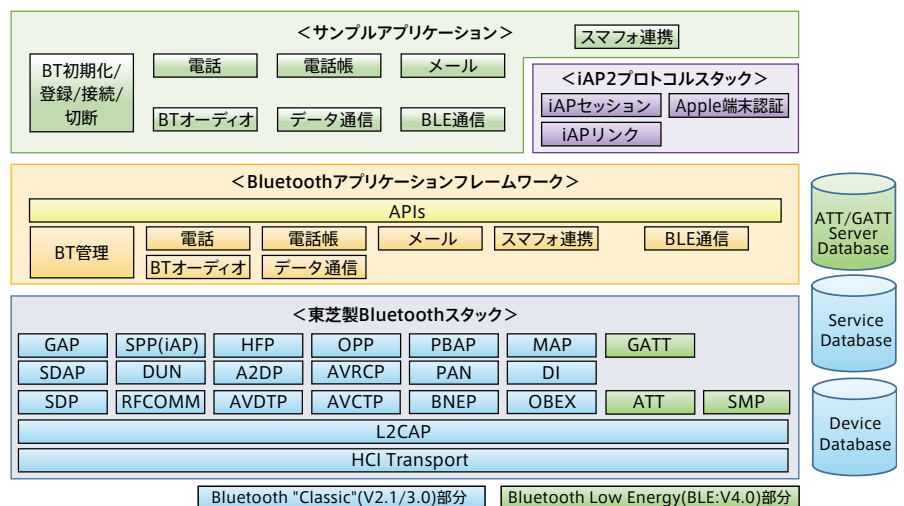 ＜サンプルアプリケーション＞
スマフォ連携
BT初期化/
登録/接続/
切断
電話
電話帳
メール
BTオーディオ
データ通信
BLE通信
＜iAP2プロトコルスタック＞
iAPセッション
Apple端末認証
iAPリンク
＜Bluetoothアプリケーションフレームワーク＞
APIs
BT管理
電話
電話帳
メール
スマフォ連携
BLE通信
BTオーディオ
データ通信
＜東芝製Bluetoothスタック＞
GAP
SPP(iAP)
HFP
OPP
PBAP
MAP
GATT
SDAP
DUN
A2DP
AVRCP
PAN
DI
SDP
RFCOMM
AVDTP
AVCTP
BNEP
OBEX
ATT
SMP
L2CAP
HCI Transport
ATT/GATT
Server
Database
Service
Database
Device
Database
Bluetooth "Classic"(V2.1/3.0)部分
Bluetooth Low Energy(BLE:V4.0)部分